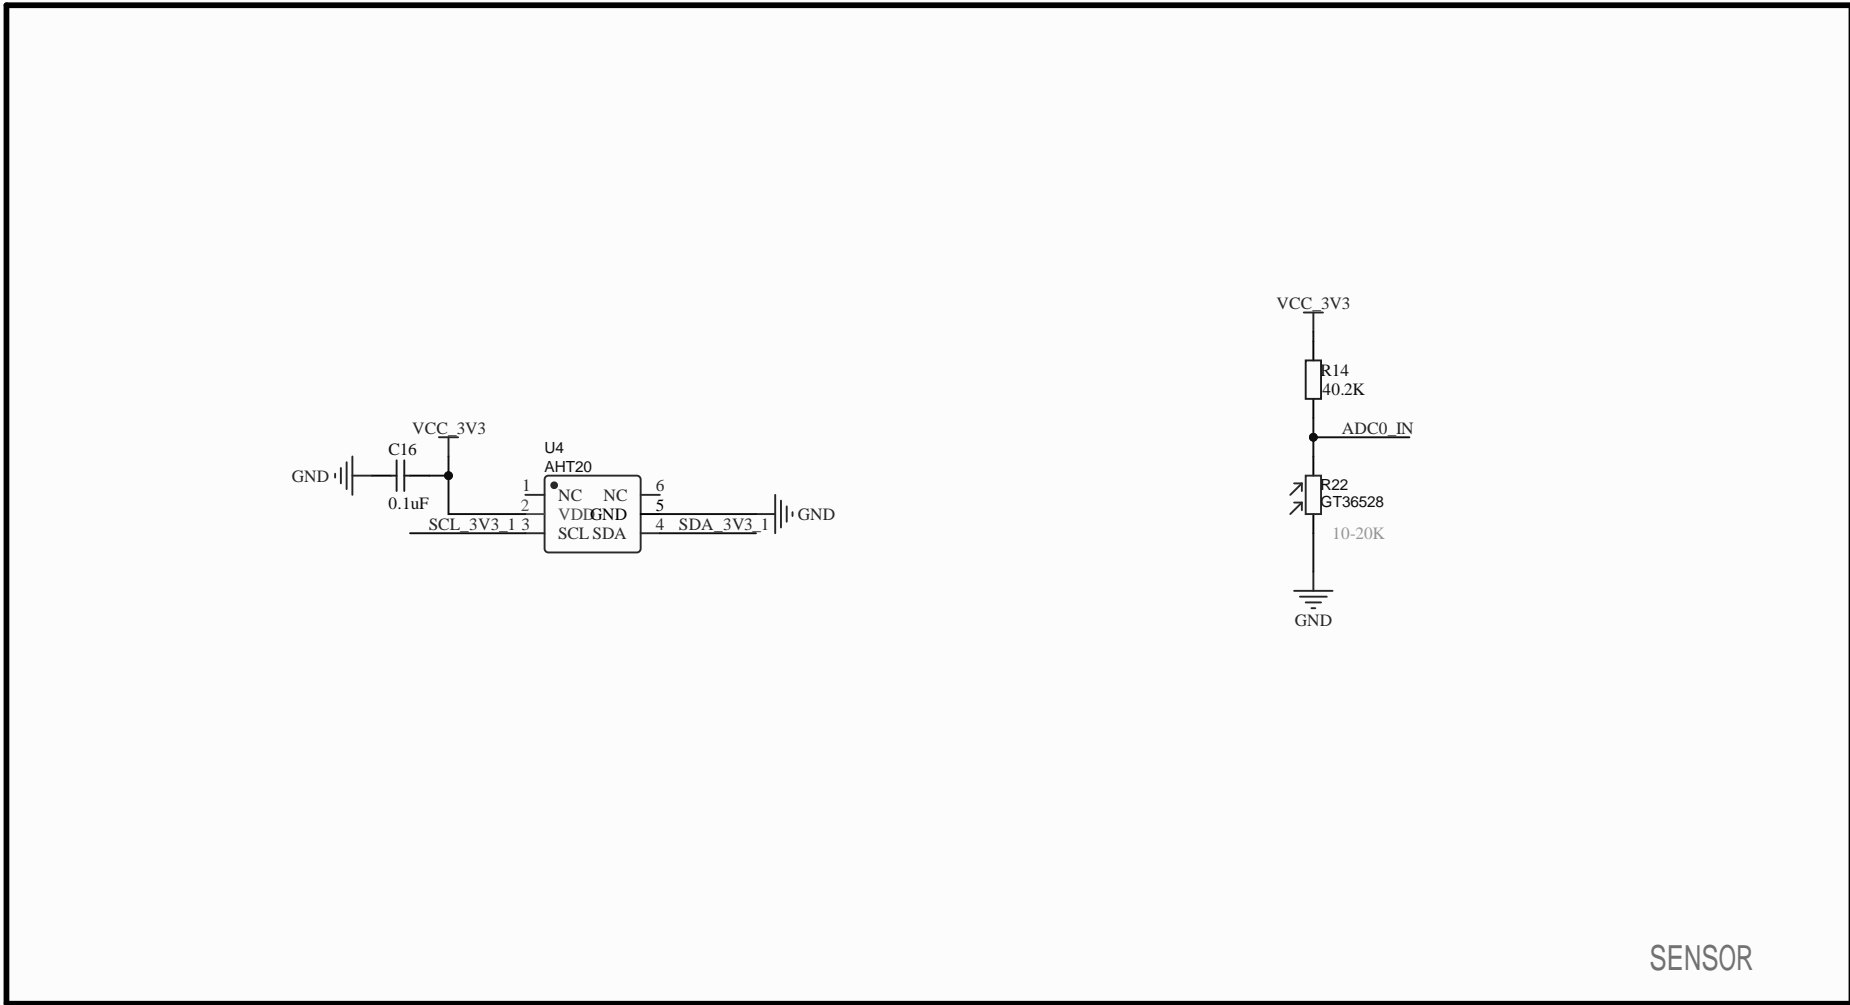 VCC_3V3
C16
GND
0.1uF
U4
AHT20
1 NC NC 6
2 VDD GND 5
SCL_3V3_1 3 SCL SDA 4 SDA_3V3_1
GND
VCC_3V3
R14
40.2K
ADC0_IN
R22
GT36528
10-20K
GND
SENSOR